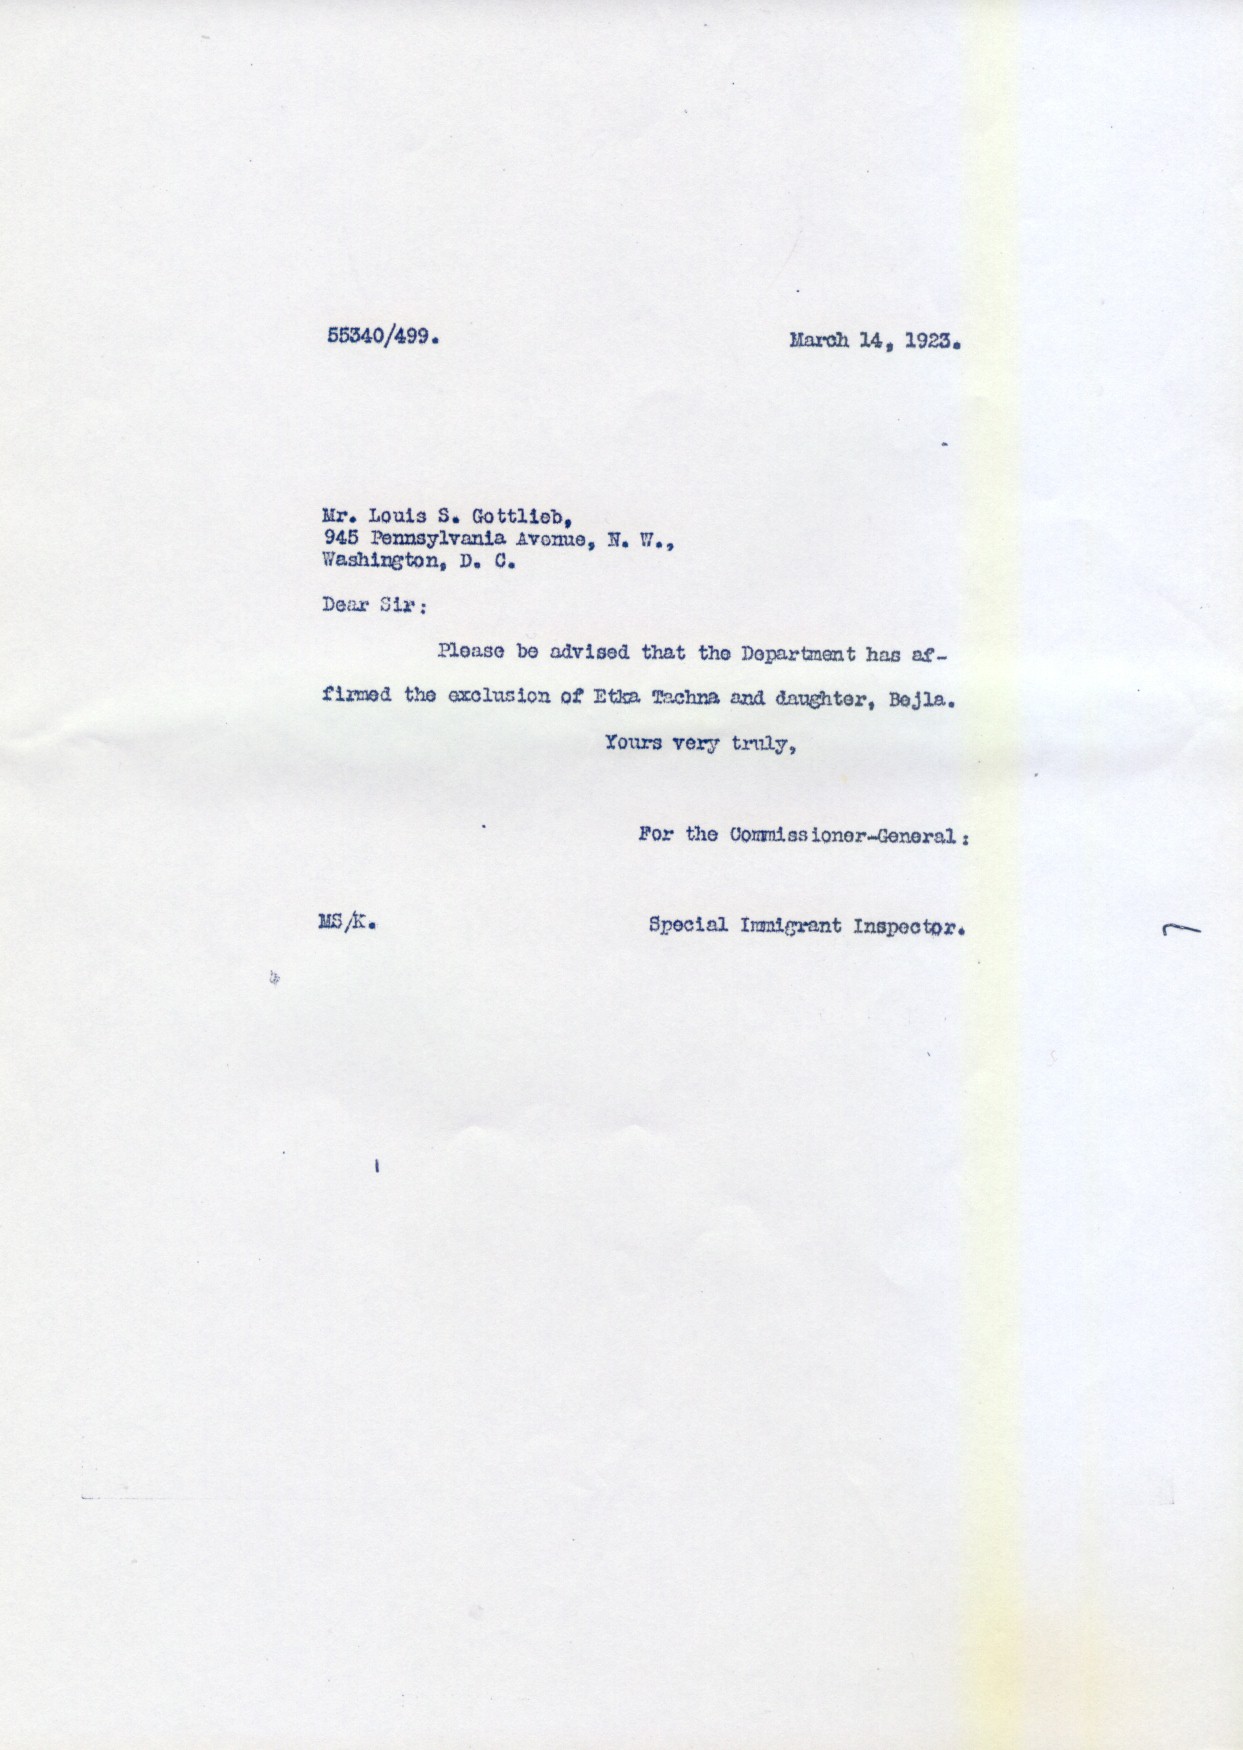 55340/499.
March 14, 1923.
Mr. Louis S. Gottlieb,
945 Pennsylvania Avenue, N. W.,
Washington, D. C.
Dear Sir:
Please be advised that the Department has af-
firmed the exclusion of Etka Tachna and daughter, Bejla.
Yours very truly,
For the Commissioner-General:
MS/K.
Special Immigrant Inspector.